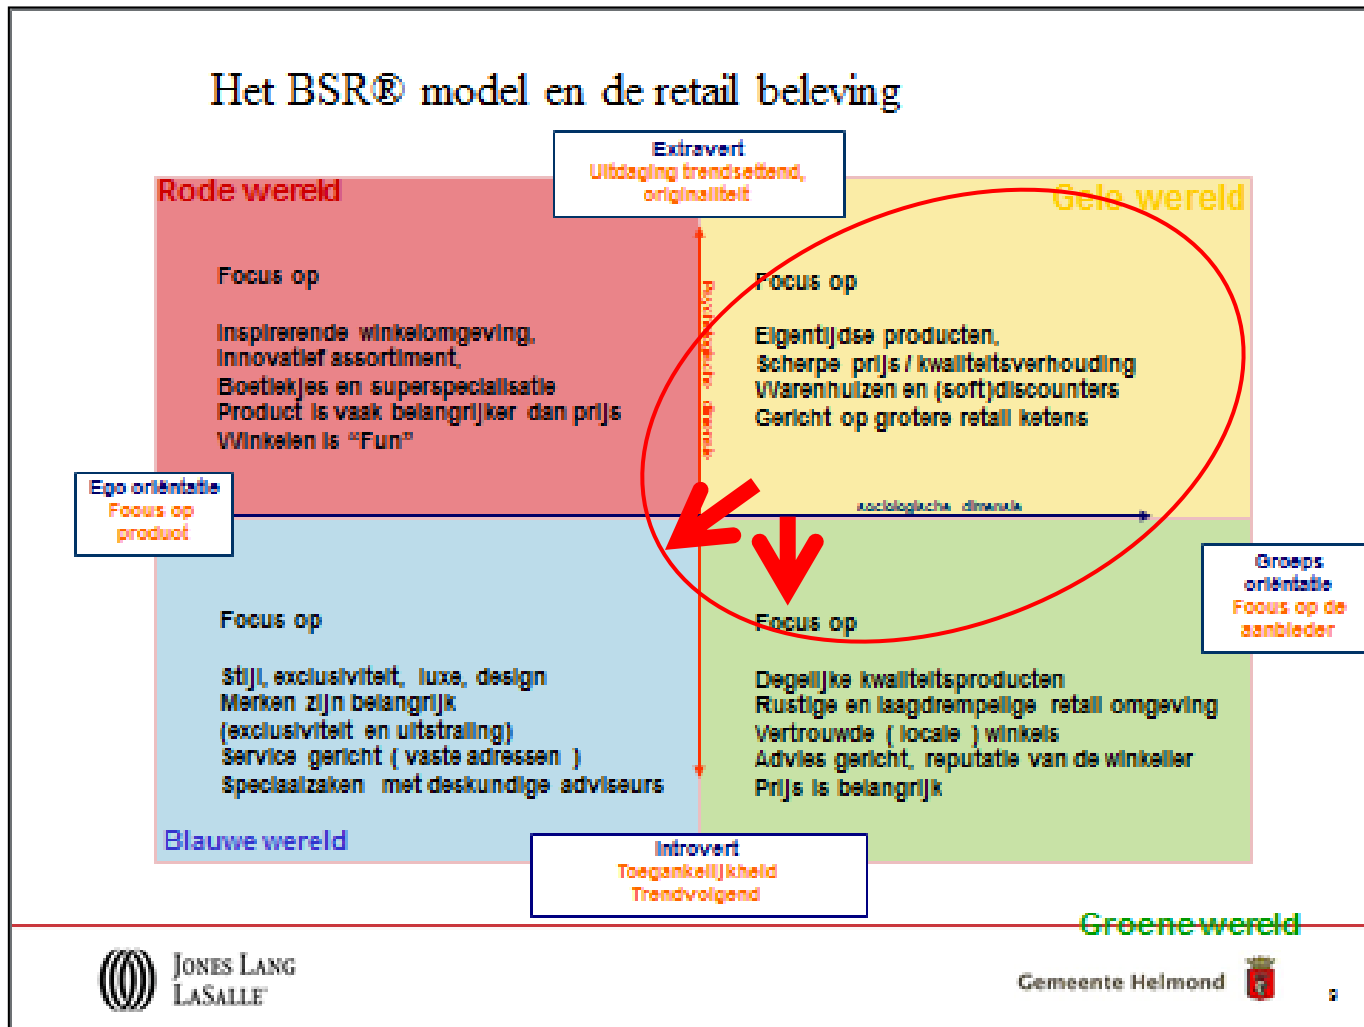 Het BSR® model en de retail beleving
Extravert
Uitdaging trendsettend,
originaliteit
Rode wereld
Gele wereld
Focus op
Inspirerende winkelomgeving,
Innovatief assortiment,
Boetiekjes en superspecialisatie
Product is vaak belangrijker dan prijs
Winkelen is “Fun”
Psychologische dimensie
Focus op
Eigentijdse producten,
Scherpe prijs / kwaliteitsverhouding
Warenhuizen en (soft)discounters
Gericht op grotere retail ketens
Ego oriëntatie
Focus op
product
sociologische dimensie
Groeps
oriëntatie
Focus op de
aanbieder
Focus op
Stijl, exclusiviteit, luxe, design
Merken zijn belangrijk
(exclusiviteit en uitstraling)
Service gericht ( vaste adressen )
Speciaalzaken met deskundige adviseurs
Blauwe wereld
Focus op
Degelijke kwaliteitsproducten
Rustige en laagdrempelige retail omgeving
Vertrouwde ( locale ) winkels
Advies gericht, reputatie van de winkelier
Prijs is belangrijk
Introvert
Toegankelijkheid
Trendvolgend
Groene wereld
JONES LANG
LASALLE
Gemeente Helmond
9